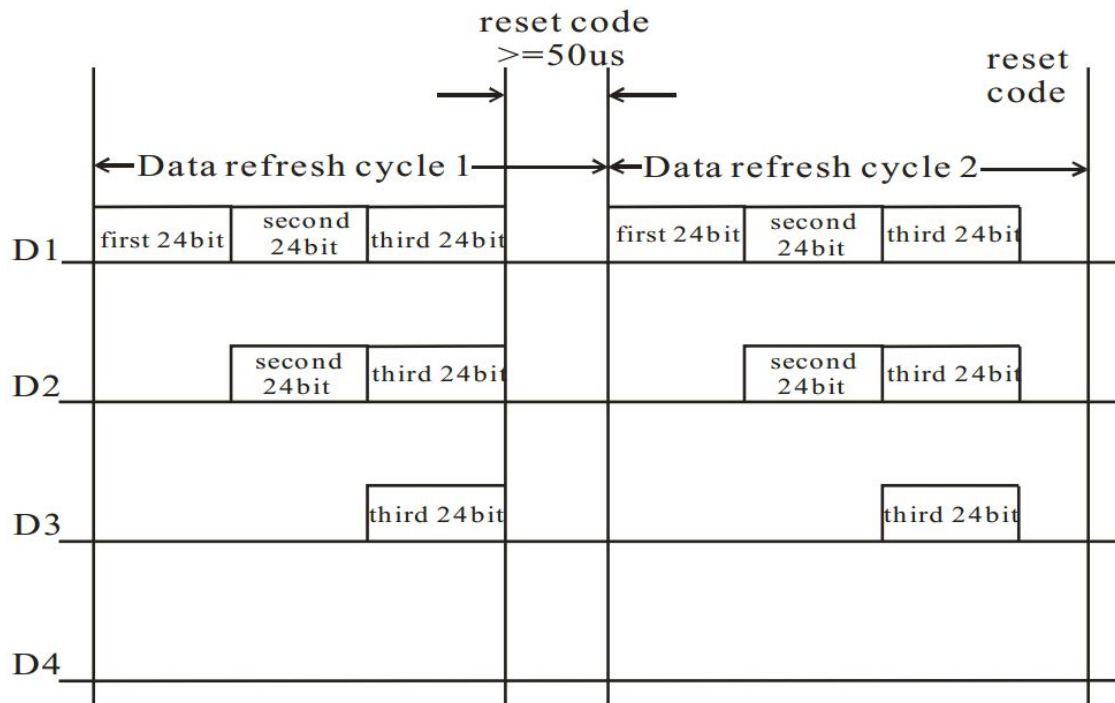 reset code
>=50us
reset
code
Data refresh cycle 1
Data refresh cycle 2
D1
first 24bit
second
24bit
third 24bit
first 24bit
second
24bit
third 24bit
D2
second
24bit
third 24bit
second
24bit
third 24bit
D3
third 24bit
third 24bit
D4